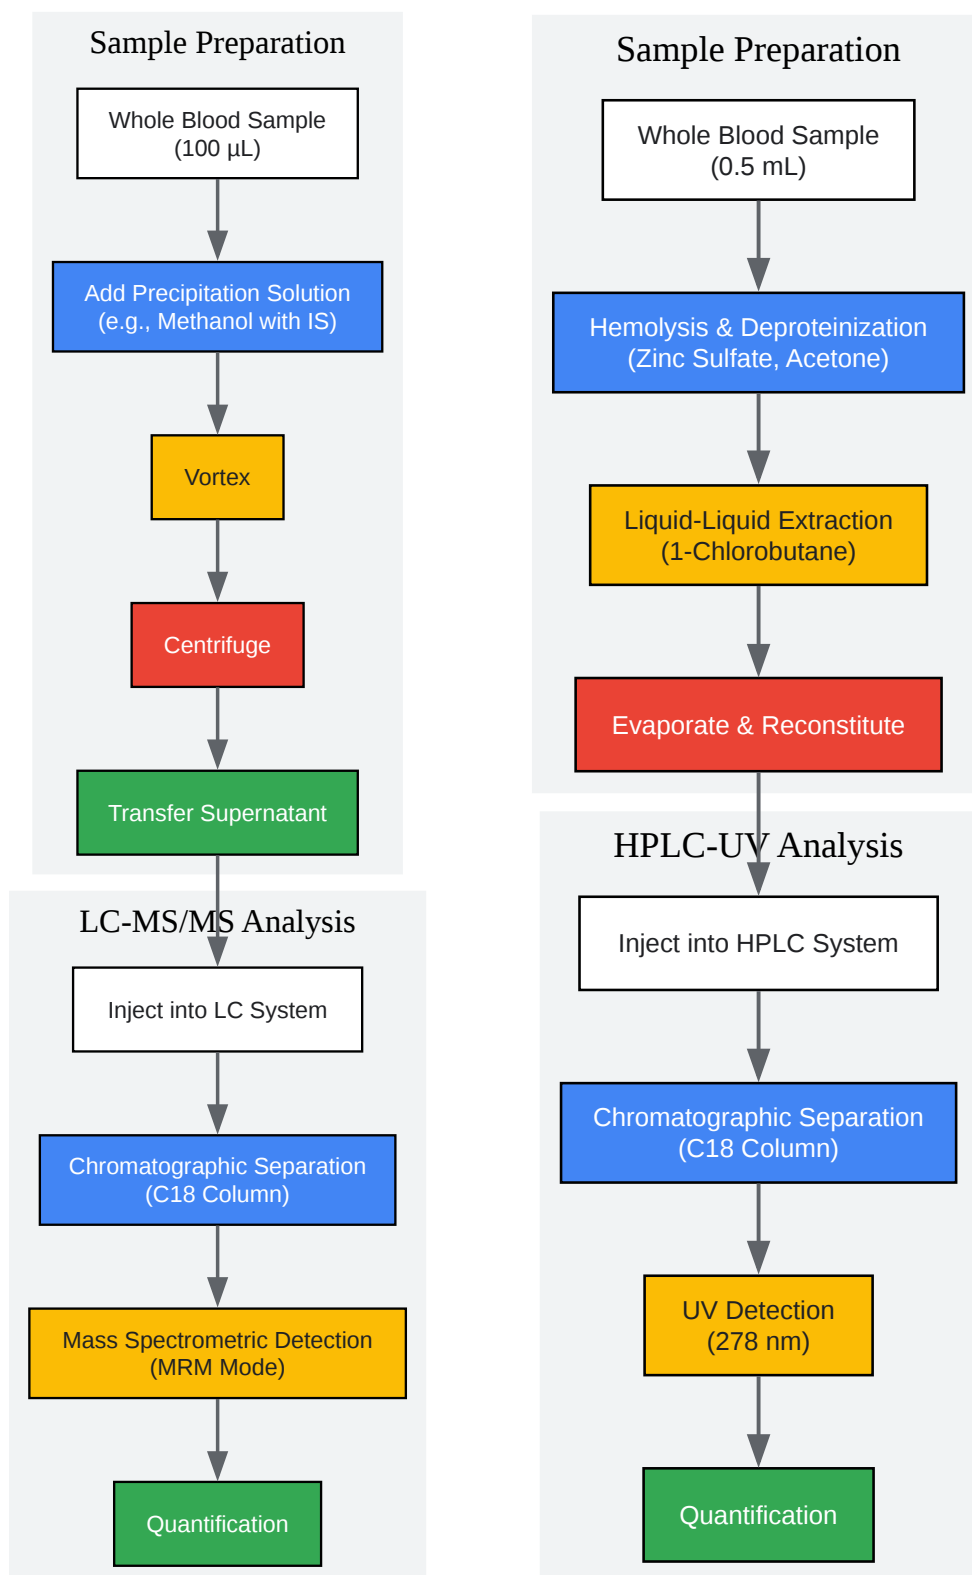 Sample Preparation
Whole Blood Sample
(100 µL)
Add Precipitation Solution
(e.g., Methanol with IS)
Vortex
Centrifuge
Transfer Supernatant
LC-MS/MS Analysis
Inject into LC System
Chromatographic Separation
(C18 Column)
Mass Spectrometric Detection
(MRM Mode)
Quantification
Sample Preparation
Whole Blood Sample
(0.5 mL)
Hemolysis & Deproteinization
(Zinc Sulfate, Acetone)
Liquid-Liquid Extraction
(1-Chlorobutane)
Evaporate & Reconstitute
HPLC-UV Analysis
Inject into HPLC System
Chromatographic Separation
(C18 Column)
UV Detection
(278 nm)
Quantification